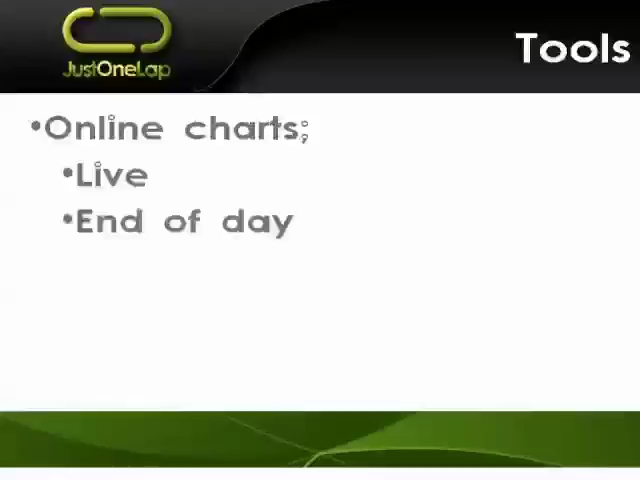 JustOneLap
Tools
•Online charts;
•Live
•End of day